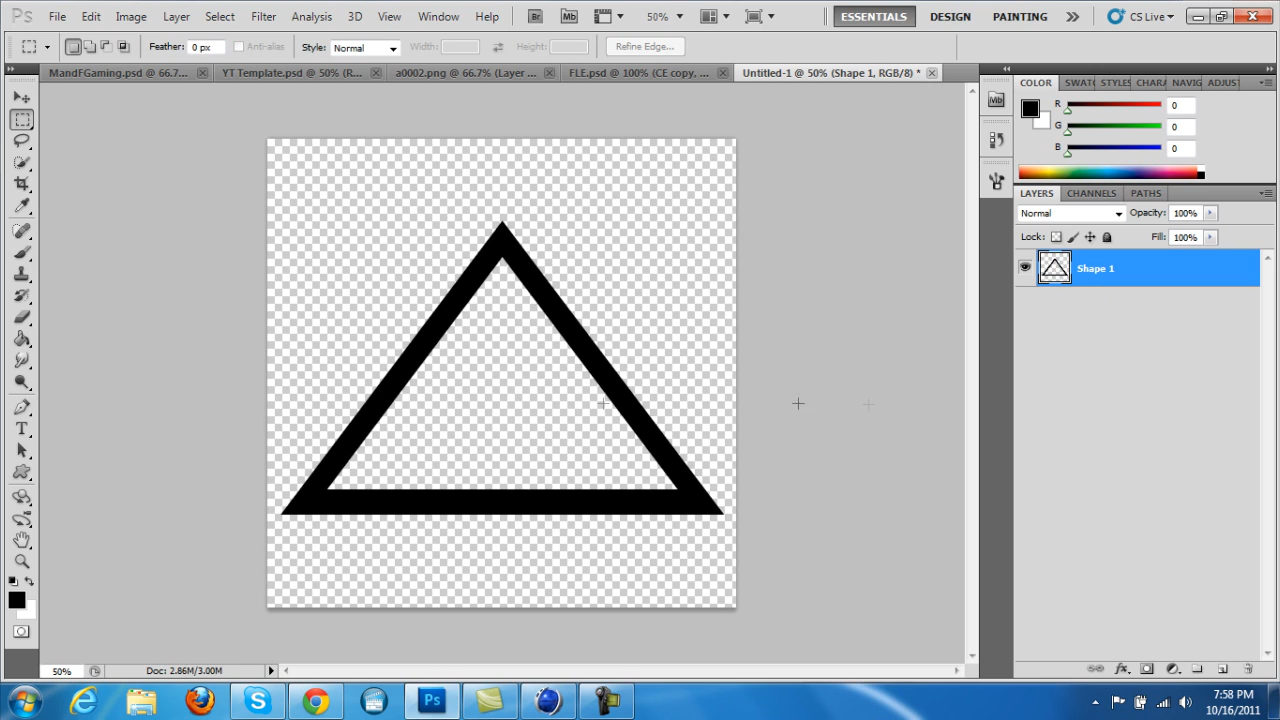 Ps File Edit Image Layer Select Filter Analysis 3D View Window Help Br Mb 50% ESSENTIALS DESIGN PAINTING CS Live
Feather: 0 px Anti-alias Style: Normal Width: Height: Refine Edge...
MandFGaming.psd @ 66.7... YT Template.psd @ 50% (R... a0002.png @ 66.7% (Layer ... FLE.psd @ 100% (CE copy, ... Untitled-1 @ 50% (Shape 1, RGB/8) *
COLOR SWATC STYLES CHARA NAVIG ADJUST
Mb
R 0
G 0
B 0
LAYERS CHANNELS PATHS
Normal Opacity: 100%
Lock: Fill: 100%
Shape 1
T
fx
50% Doc: 2.86M/3.00M
S Ps
7:58 PM
10/16/2011